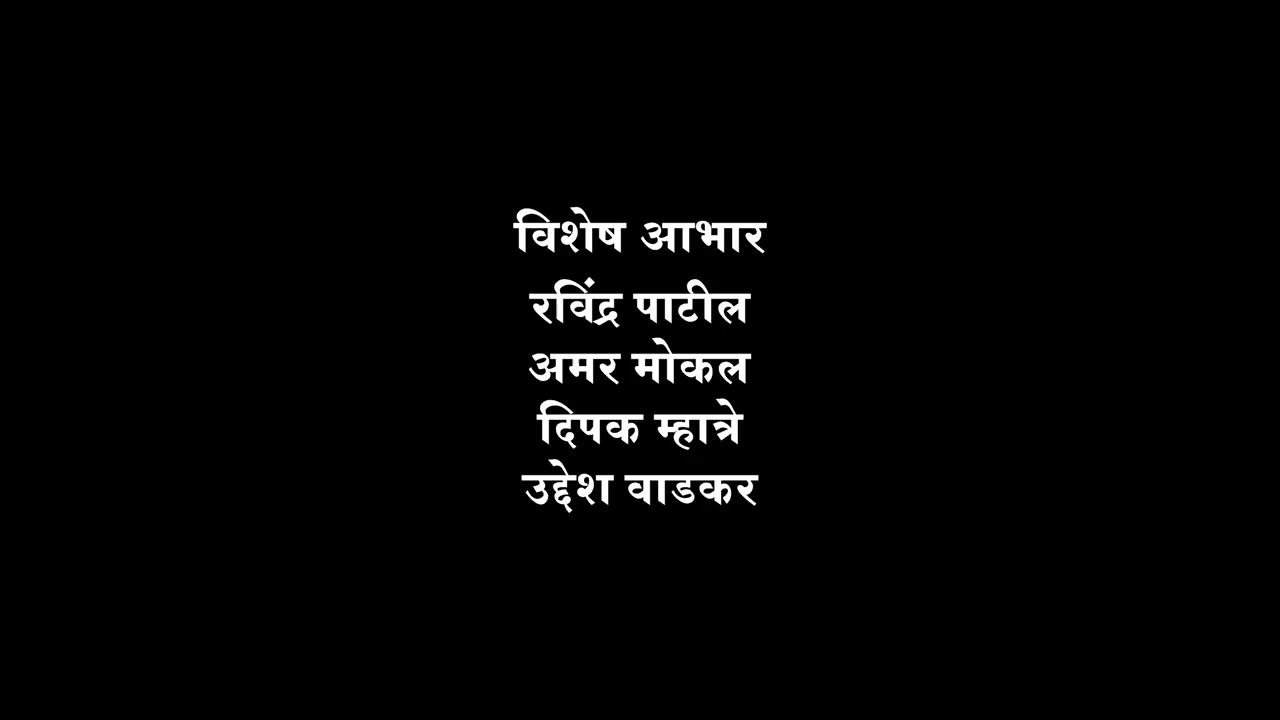 विशेष आभार
रविंद्र पाटील
अमर मोकल
दिपक म्हात्रे
उद्देश वाडकर